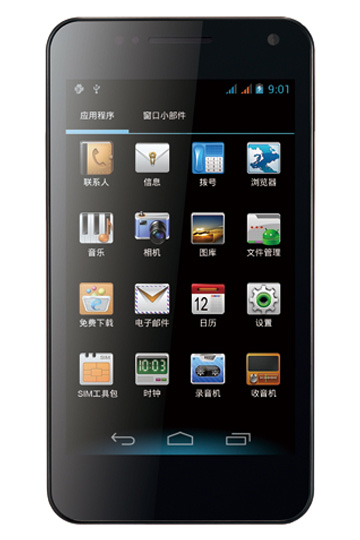 9:01
应用程序 窗口小部件
联系人 信息 拨号 浏览器
音乐 相机 图库 文件管理
12
免费下载 电子邮件 日历 设置
SIM 10:03
SIM工具包 时钟 录音机 收音机